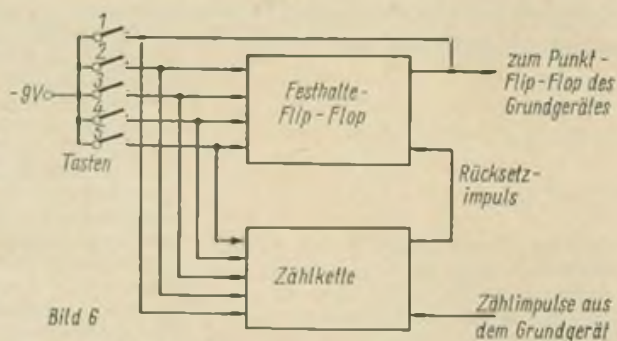 1
2
3
4
5
-9V
Tasten
Festhalte-
Flip-Flop
zum Punkt-
Flip-Flop des
Grundgerätes
Rücksetz-
impuls
Zählkette
Zählimpulse aus
dem Grundgerät
Bild 6